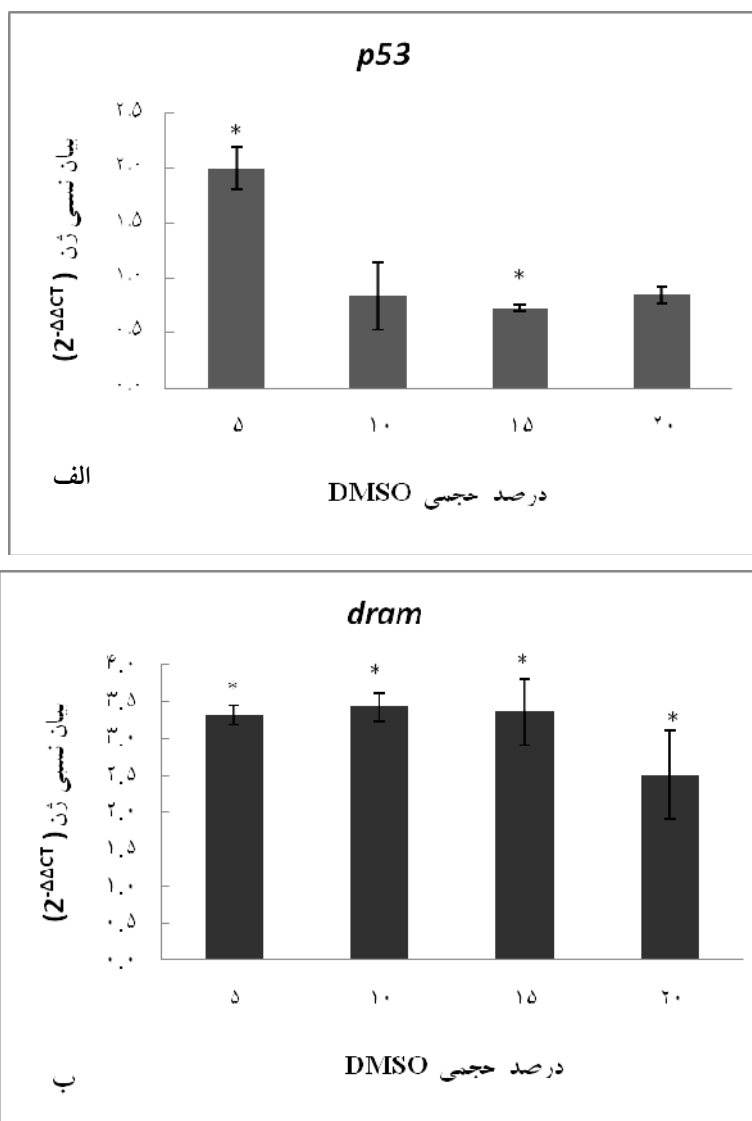 p53
بیان نسبی ژن (2-ΔΔCT)
۲.۵
*
۲.۰
۱.۵
*
۱.۰
۰.۵
۰.۰
۵ ۱۰ ۱۵ ۲۰
الف
درصد حجمی DMSO
dram
بیان نسبی ژن (2-ΔΔCT)
۴.۰
* * * *
۳.۵
۳.۰
۲.۵
۲.۰
۱.۵
۱.۰
۰.۵
۰.۰
۵ ۱۰ ۱۵ ۲۰
درصد حجمی DMSO
ب